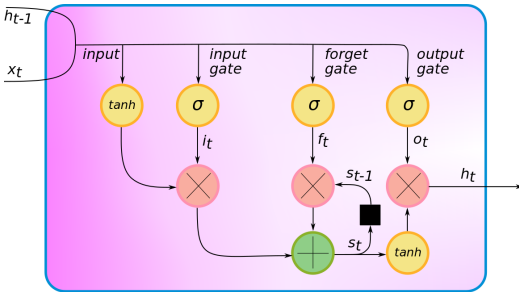 h_t-1
x_t
input
input
gate
forget
gate
output
gate
tanh
σ
σ
σ
i_t
f_t
o_t
s_t-1
h_t
s_t
tanh